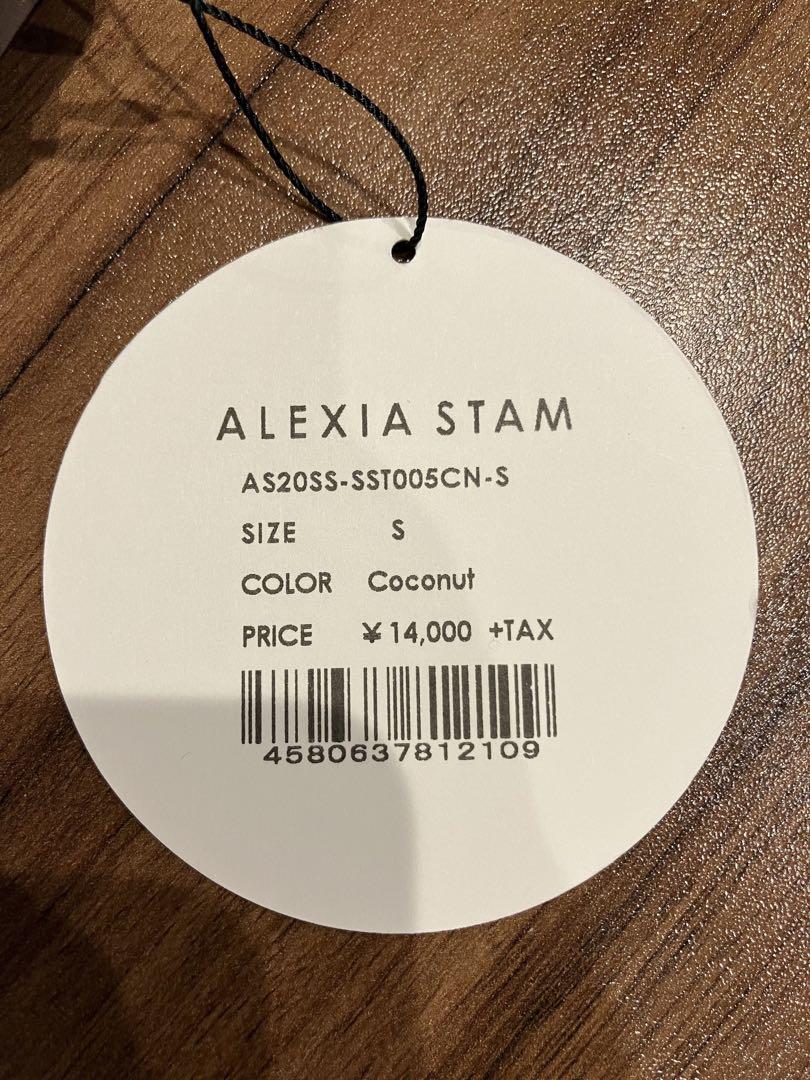 ALEXIA STAM
AS20SS-SST005CN-S
SIZE S
COLOR Coconut
PRICE ¥14,000 +TAX
4580637812109